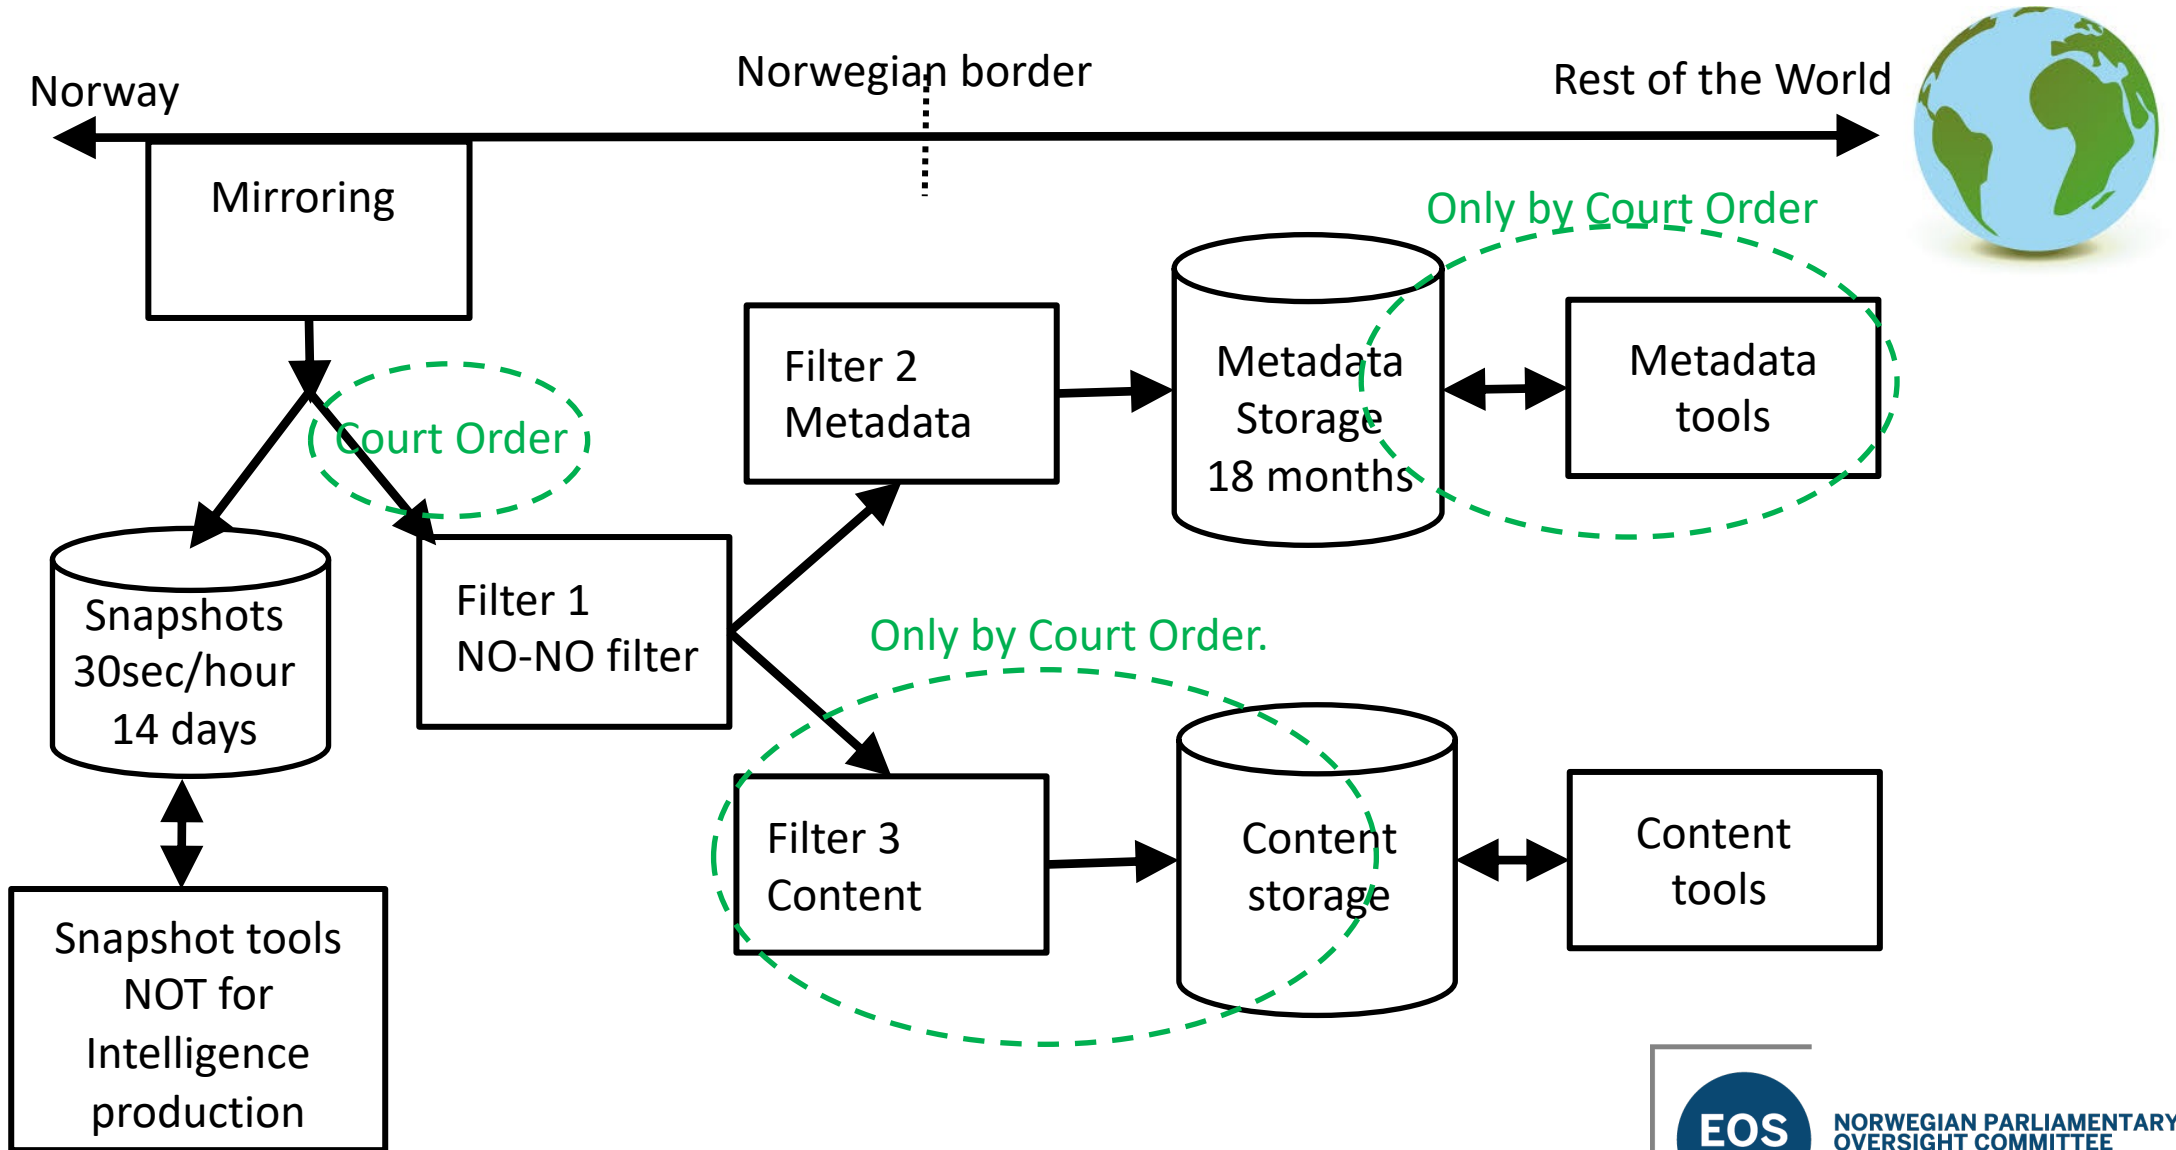 Norwegian border
Norway
Rest of the World
Mirroring
Only by Court Order
Filter 2
Metadata
Metadata
Storage
18 months
Metadata
tools
Court Order
Snapshots
30sec/hour
14 days
Filter 1
NO-NO filter
Only by Court Order.
Filter 3
Content
Content
storage
Content
tools
Snapshot tools
NOT for
Intelligence
production
EOS
NORWEGIAN PARLIAMENTARY
OVERSIGHT COMMITTEE